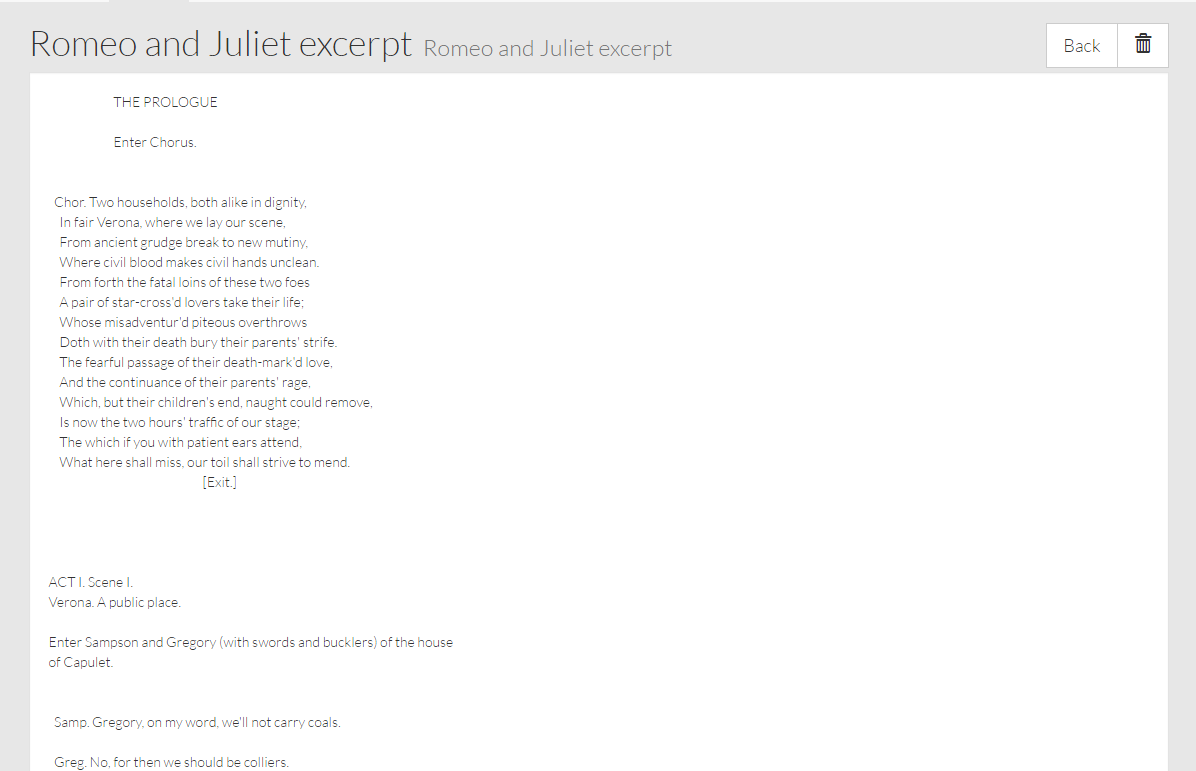 Romeo and Juliet excerpt Romeo and Juliet excerpt
Back
THE PROLOGUE
Enter Chorus.
Chor. Two households, both alike in dignity,
In fair Verona, where we lay our scene,
From ancient grudge break to new mutiny,
Where civil blood makes civil hands unclean.
From forth the fatal loins of these two foes
A pair of star-cross'd lovers take their life;
Whose misadventur'd piteous overthrows
Doth with their death bury their parents' strife.
The fearful passage of their death-mark'd love,
And the continuance of their parents' rage,
Which, but their children's end, naught could remove,
Is now the two hours' traffic of our stage;
The which if you with patient ears attend,
What here shall miss, our toil shall strive to mend.
[Exit.]
ACT I. Scene I.
Verona. A public place.
Enter Sampson and Gregory (with swords and bucklers) of the house
of Capulet.
Samp. Gregory, on my word, we'll not carry coals.
Greg. No, for then we should be colliers.